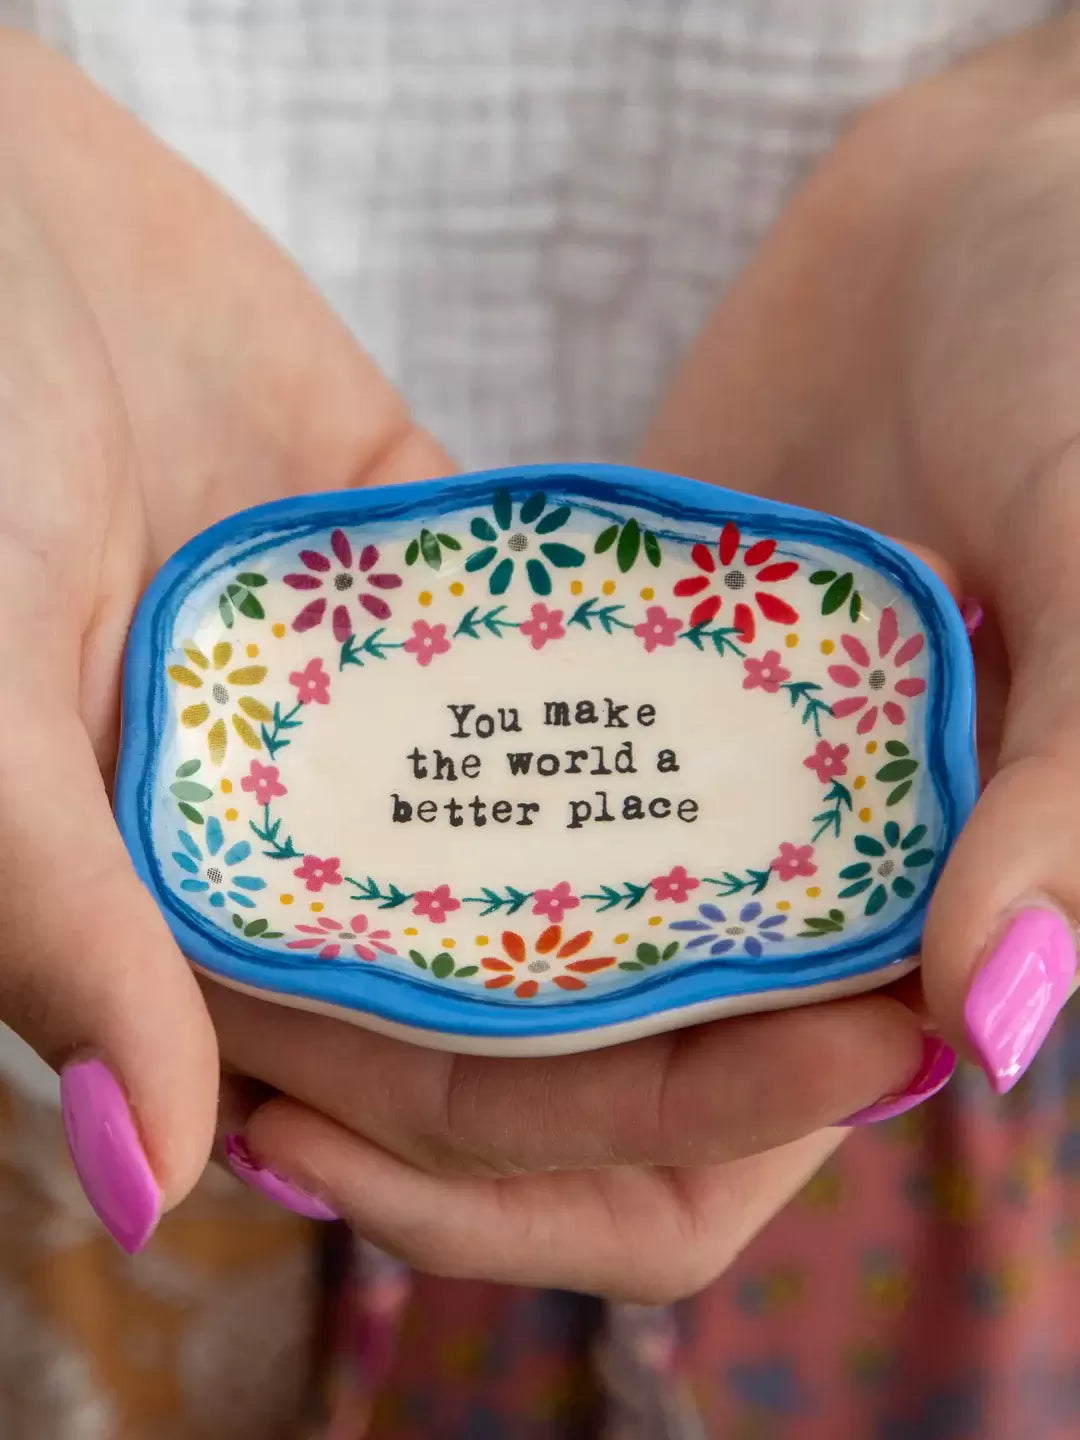 You make
the world a
better place